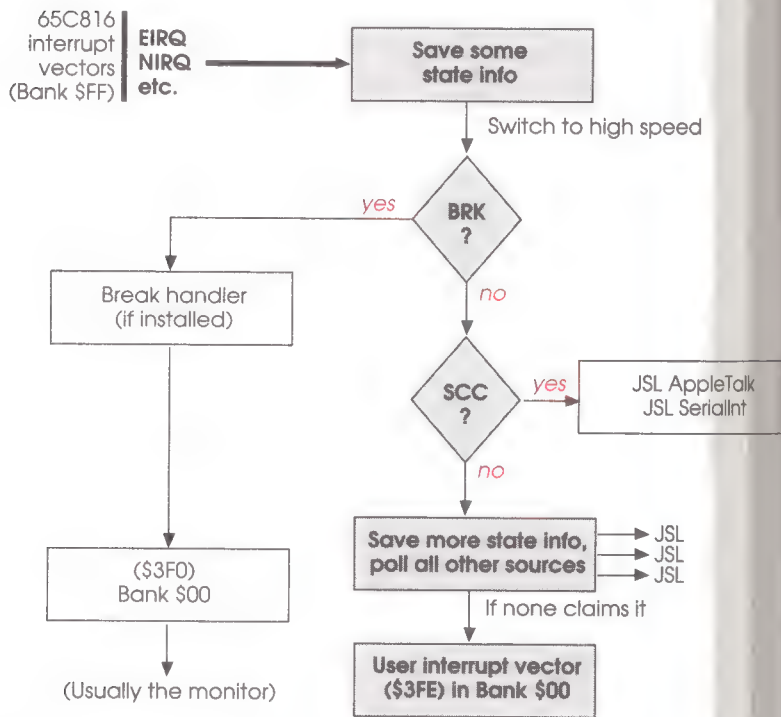 65C816
interrupt
vectors
(Bank $FF)
EIRQ
NIRQ
etc.
Save some
state info
Switch to high speed
BRK
?
yes
no
Break handler
(if installed)
SCC
?
yes
JSL AppleTalk
JSL SerialInt
no
Save more state info,
poll all other sources
JSL
JSL
JSL
($3F0)
Bank $00
If none claims it
User interrupt vector
($3FE) in Bank $00
(Usually the monitor)